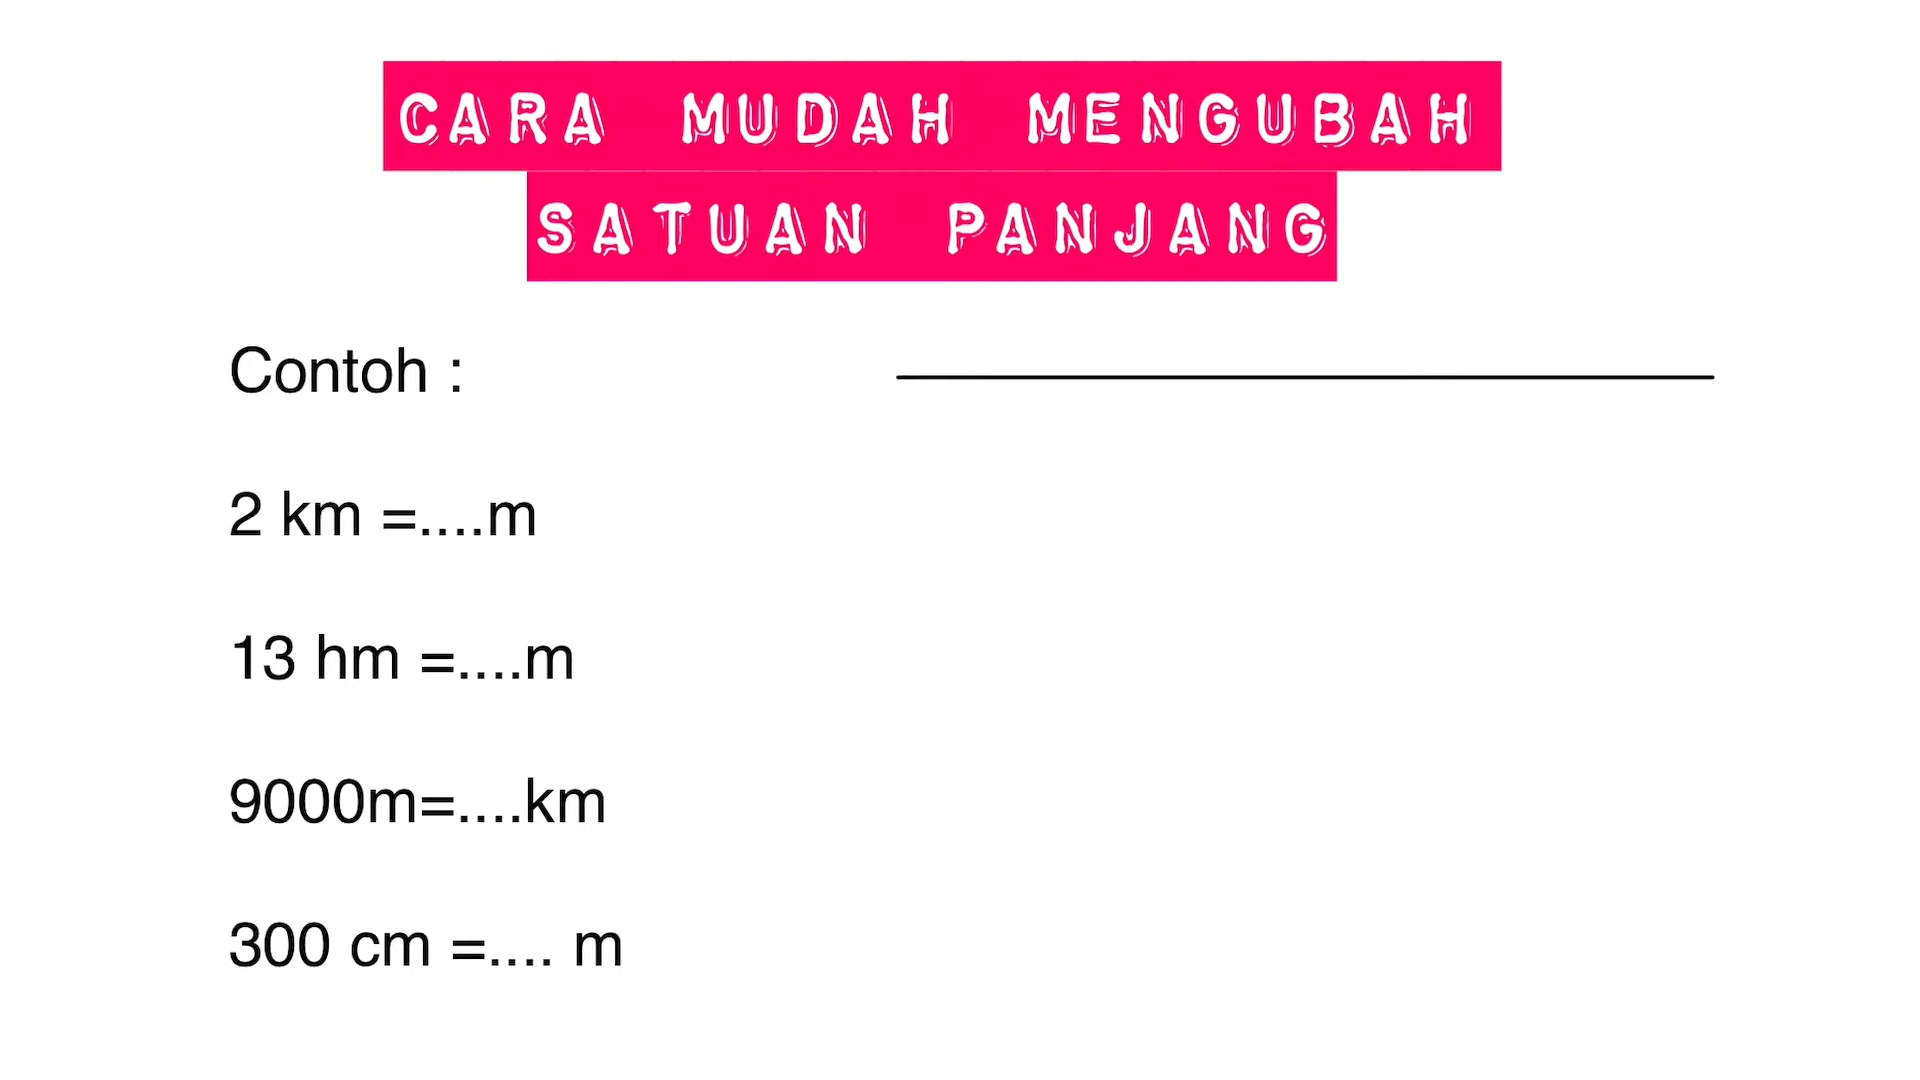 CARA MUDAH MENGUBAH
SATUAN PANJANG
Contoh :
2 km =....m
13 hm =....m
9000m=....km
300 cm =.... m